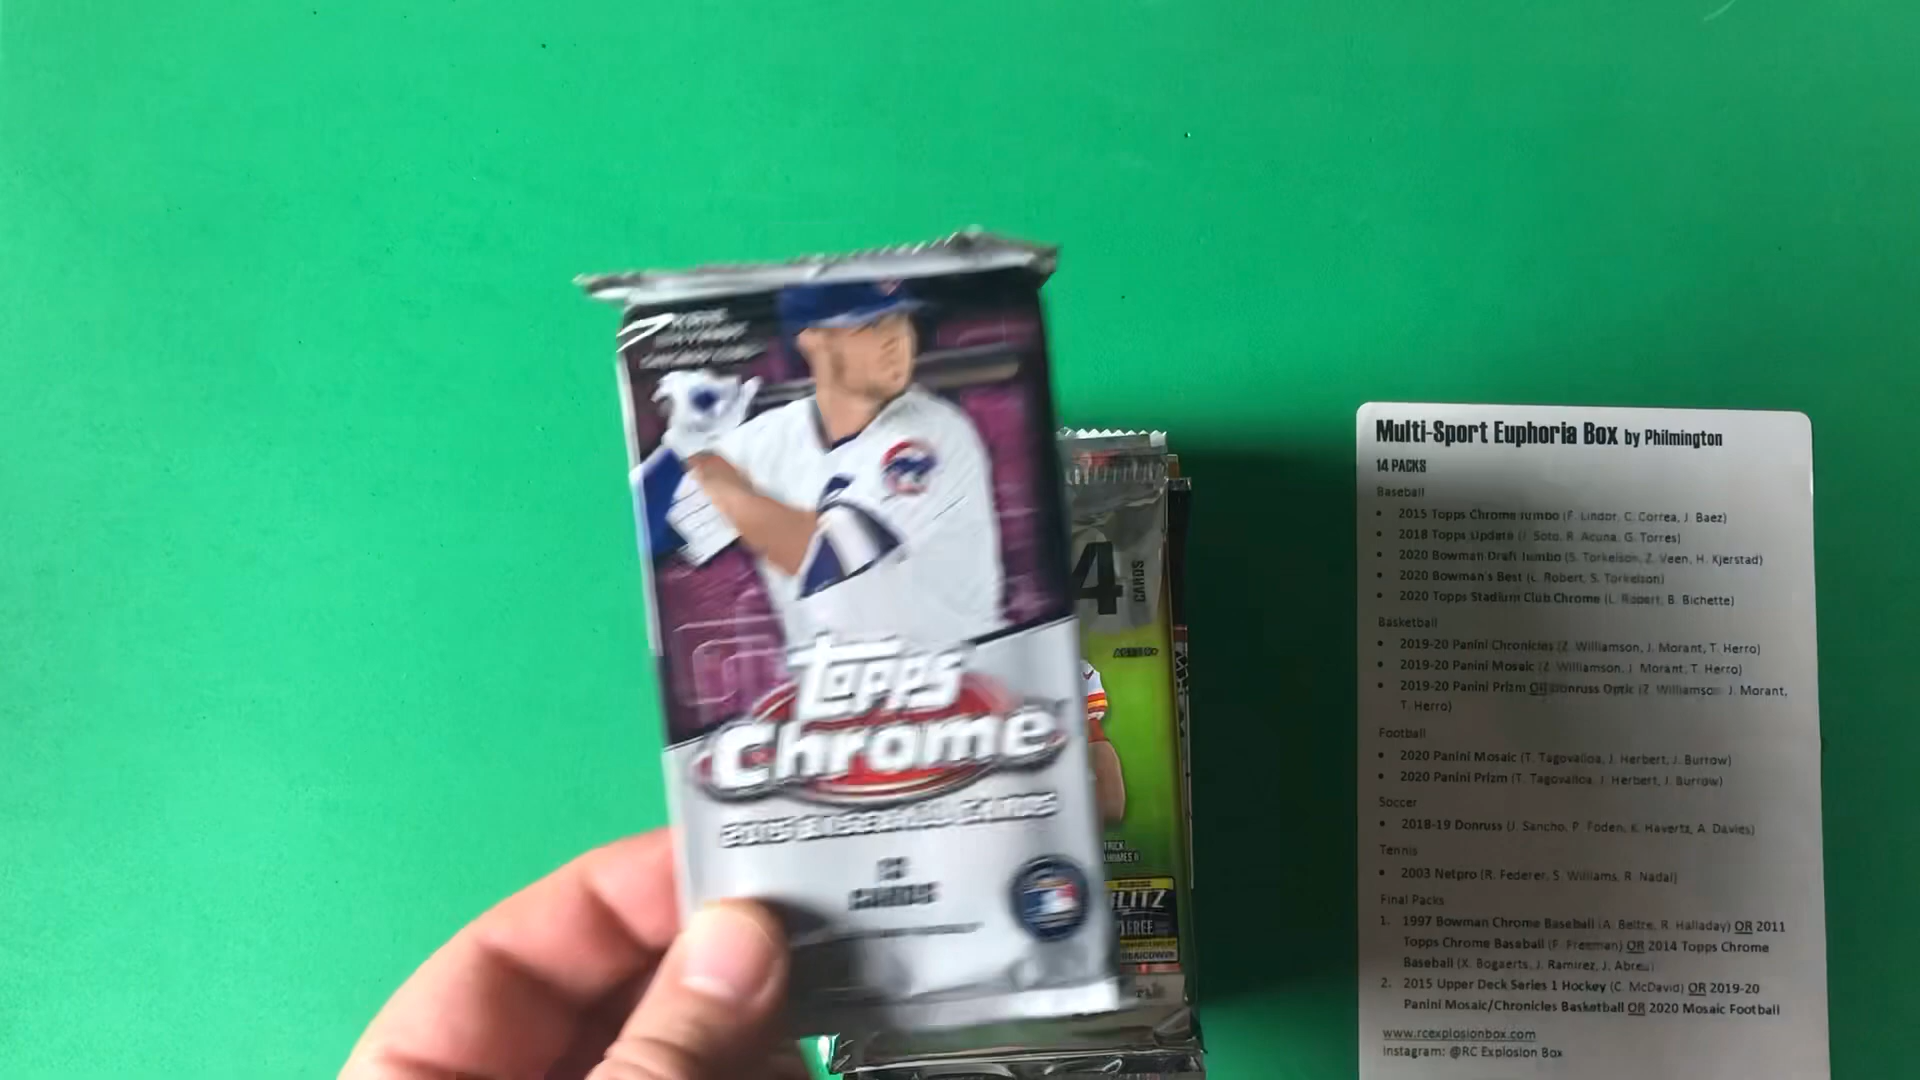 Topps
Chrome
2015 BASEBALL CARDS
CARDS
4
CARDS
Multi-Sport Euphoria Box by Philmington
14 PACKS
Baseball
• 2015 Topps Chrome Jumbo (F. Lindor, C. Correa, J. Baez)
• 2018 Topps Update (J. Soto, R. Acuna, G. Torres)
• 2020 Bowman Draft Jumbo (S. Torkelson, Z. Veen, H. Kjerstad)
• 2020 Bowman's Best (L. Robert, S. Torkelson)
• 2020 Topps Stadium Club Chrome (L. Robert, B. Bichette)
Basketball
• 2019-20 Panini Chronicles (Z. Williamson, J. Morant, T. Herro)
• 2019-20 Panini Mosaic (Z. Williamson, J. Morant, T. Herro)
• 2019-20 Panini Prizm OR Donruss Optic (Z. Williamson, J. Morant,
T. Herro)
Football
• 2020 Panini Mosaic (T. Tagovailoa, J. Herbert, J. Burrow)
• 2020 Panini Prizm (T. Tagovailoa, J. Herbert, J. Burrow)
Soccer
• 2018-19 Donruss (J. Sancho, P. Foden, K. Havertz, A. Davies)
Tennis
• 2003 Netpro (R. Federer, S. Williams, R. Nadal)
Final Packs
1. 1997 Bowman Chrome Baseball (A. Beltre, R. Halladay) OR 2011
Topps Chrome Baseball (F. Freeman) OR 2014 Topps Chrome
Baseball (X. Bogaerts, J. Ramirez, J. Abreu)
2. 2015 Upper Deck Series 1 Hockey (C. McDavid) OR 2019-20
Panini Mosaic/Chronicles Basketball OR 2020 Mosaic Football
www.rcexplosionbox.com
Instagram: @RC Explosion Box